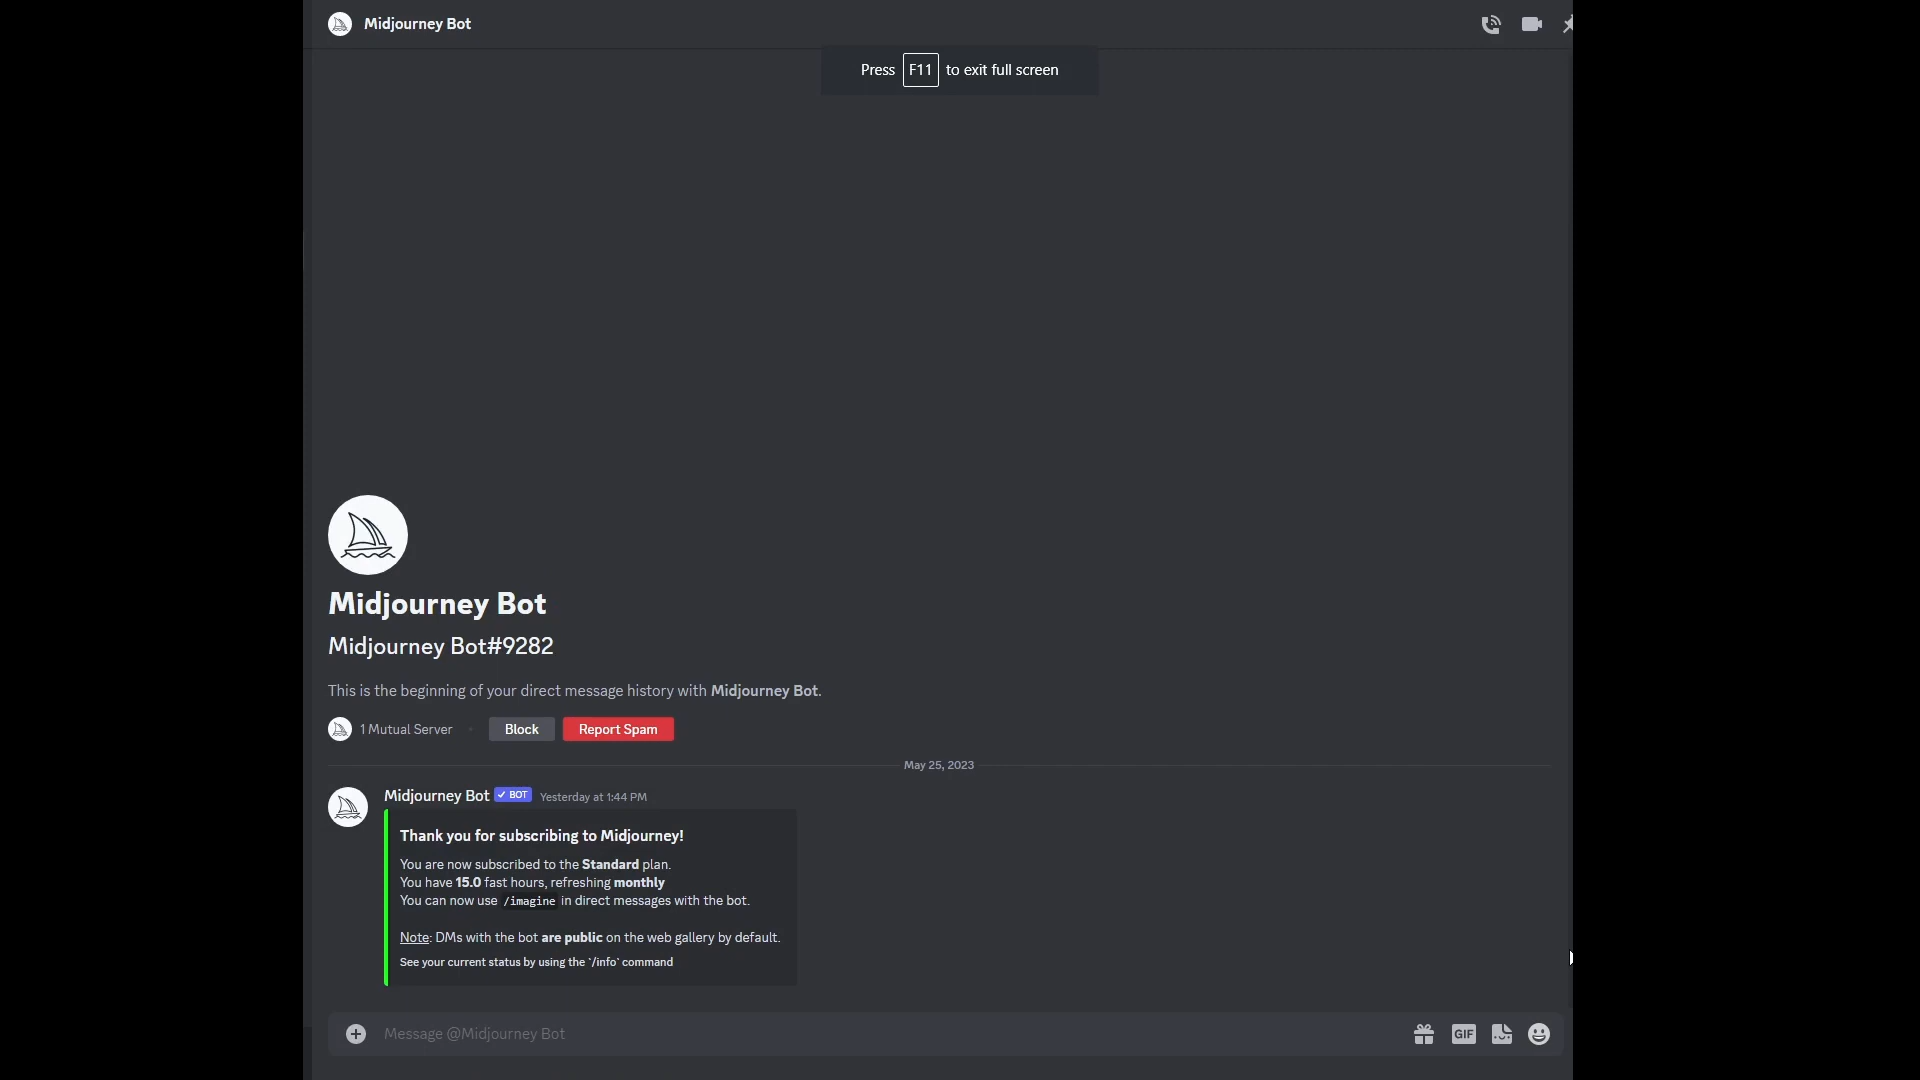 Midjourney Bot
Press F11 to exit full screen
Midjourney Bot
Midjourney Bot#9282
This is the beginning of your direct message history with Midjourney Bot.
1 Mutual Server
Block
Report Spam
May 25, 2023
Midjourney Bot BOT Yesterday at 1:44 PM
Thank you for subscribing to Midjourney!
You are now subscribed to the Standard plan.
You have 15.0 fast hours, refreshing monthly
You can now use /imagine in direct messages with the bot.
Note: DMs with the bot are public on the web gallery by default.
See your current status by using the `/info` command
Message @Midjourney Bot
GIF